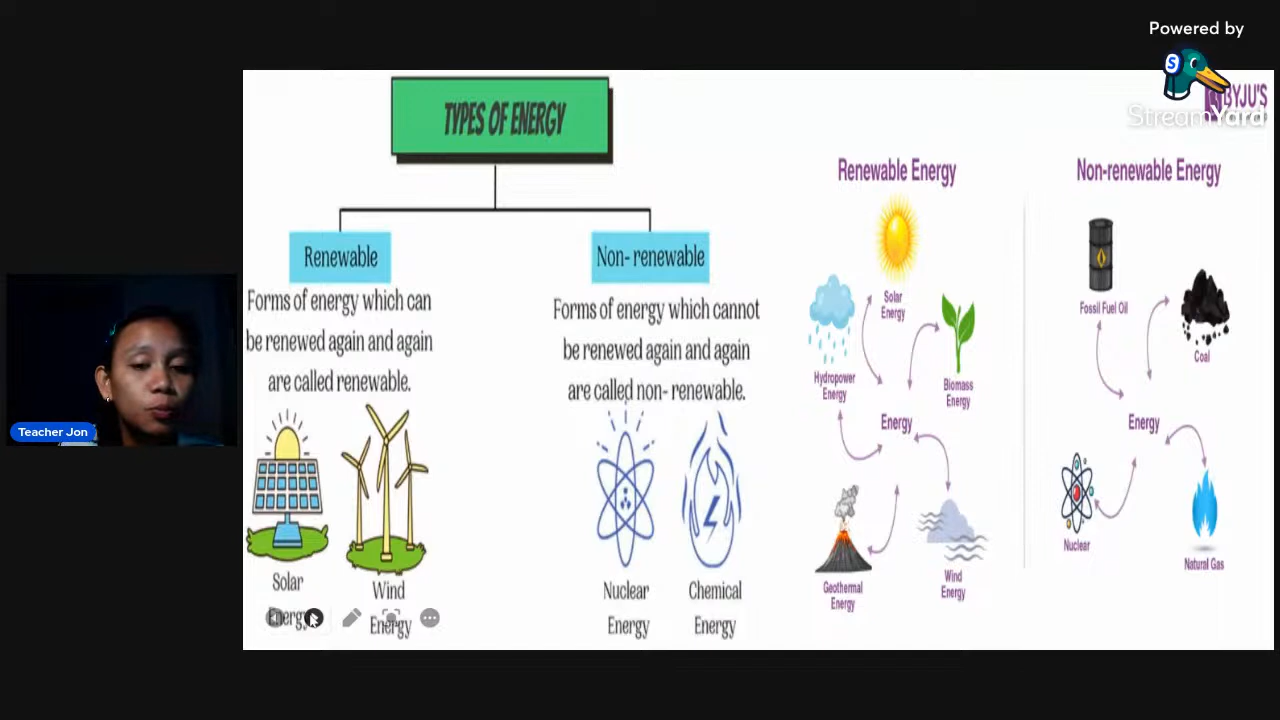 Powered by
StreamYard
BYJU'S
TYPES OF ENERGY
Renewable
Forms of energy which can
be renewed again and again
are called renewable.
Solar
Energy
Wind
Energy
Non- renewable
Forms of energy which cannot
be renewed again and again
are called non- renewable.
Nuclear
Energy
Chemical
Energy
Renewable Energy
Solar
Energy
Hydropower
Energy
Biomass
Energy
Energy
Geothermal
Energy
Wind
Energy
Non-renewable Energy
Fossil Fuel Oil
Coal
Energy
Nuclear
Natural Gas
Teacher Jon